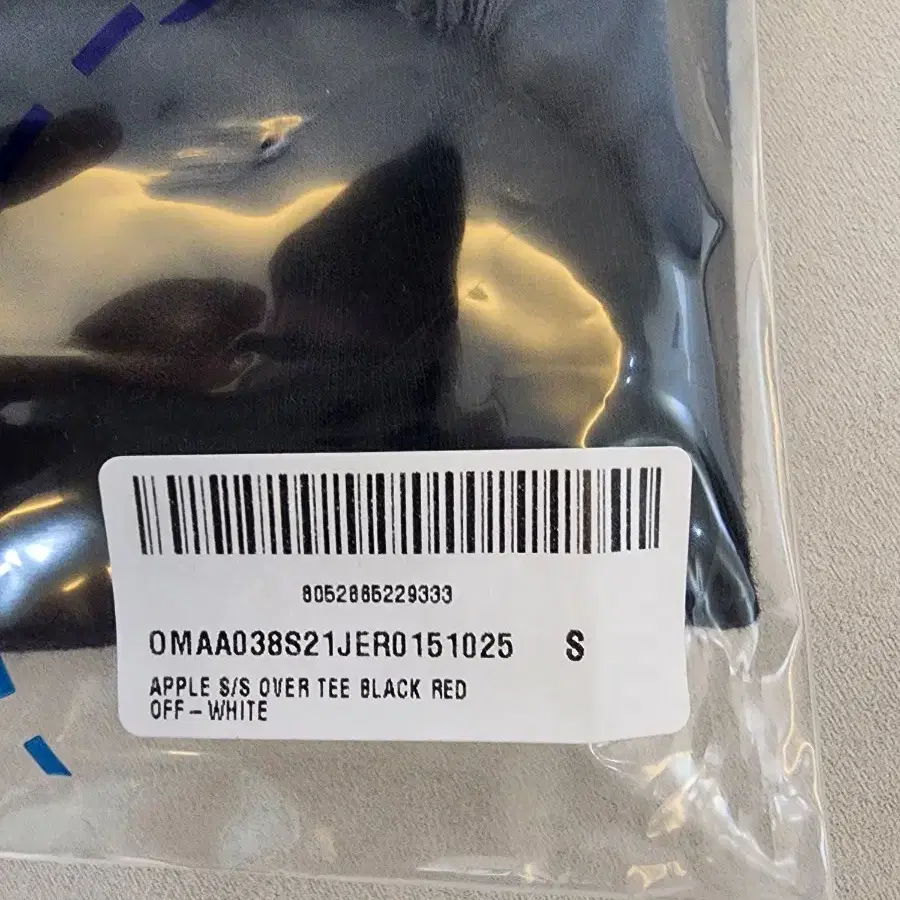 8052865229333
OMAA038S21JER0151025 S
APPLE S/S OVER TEE BLACK RED
OFF-WHITE